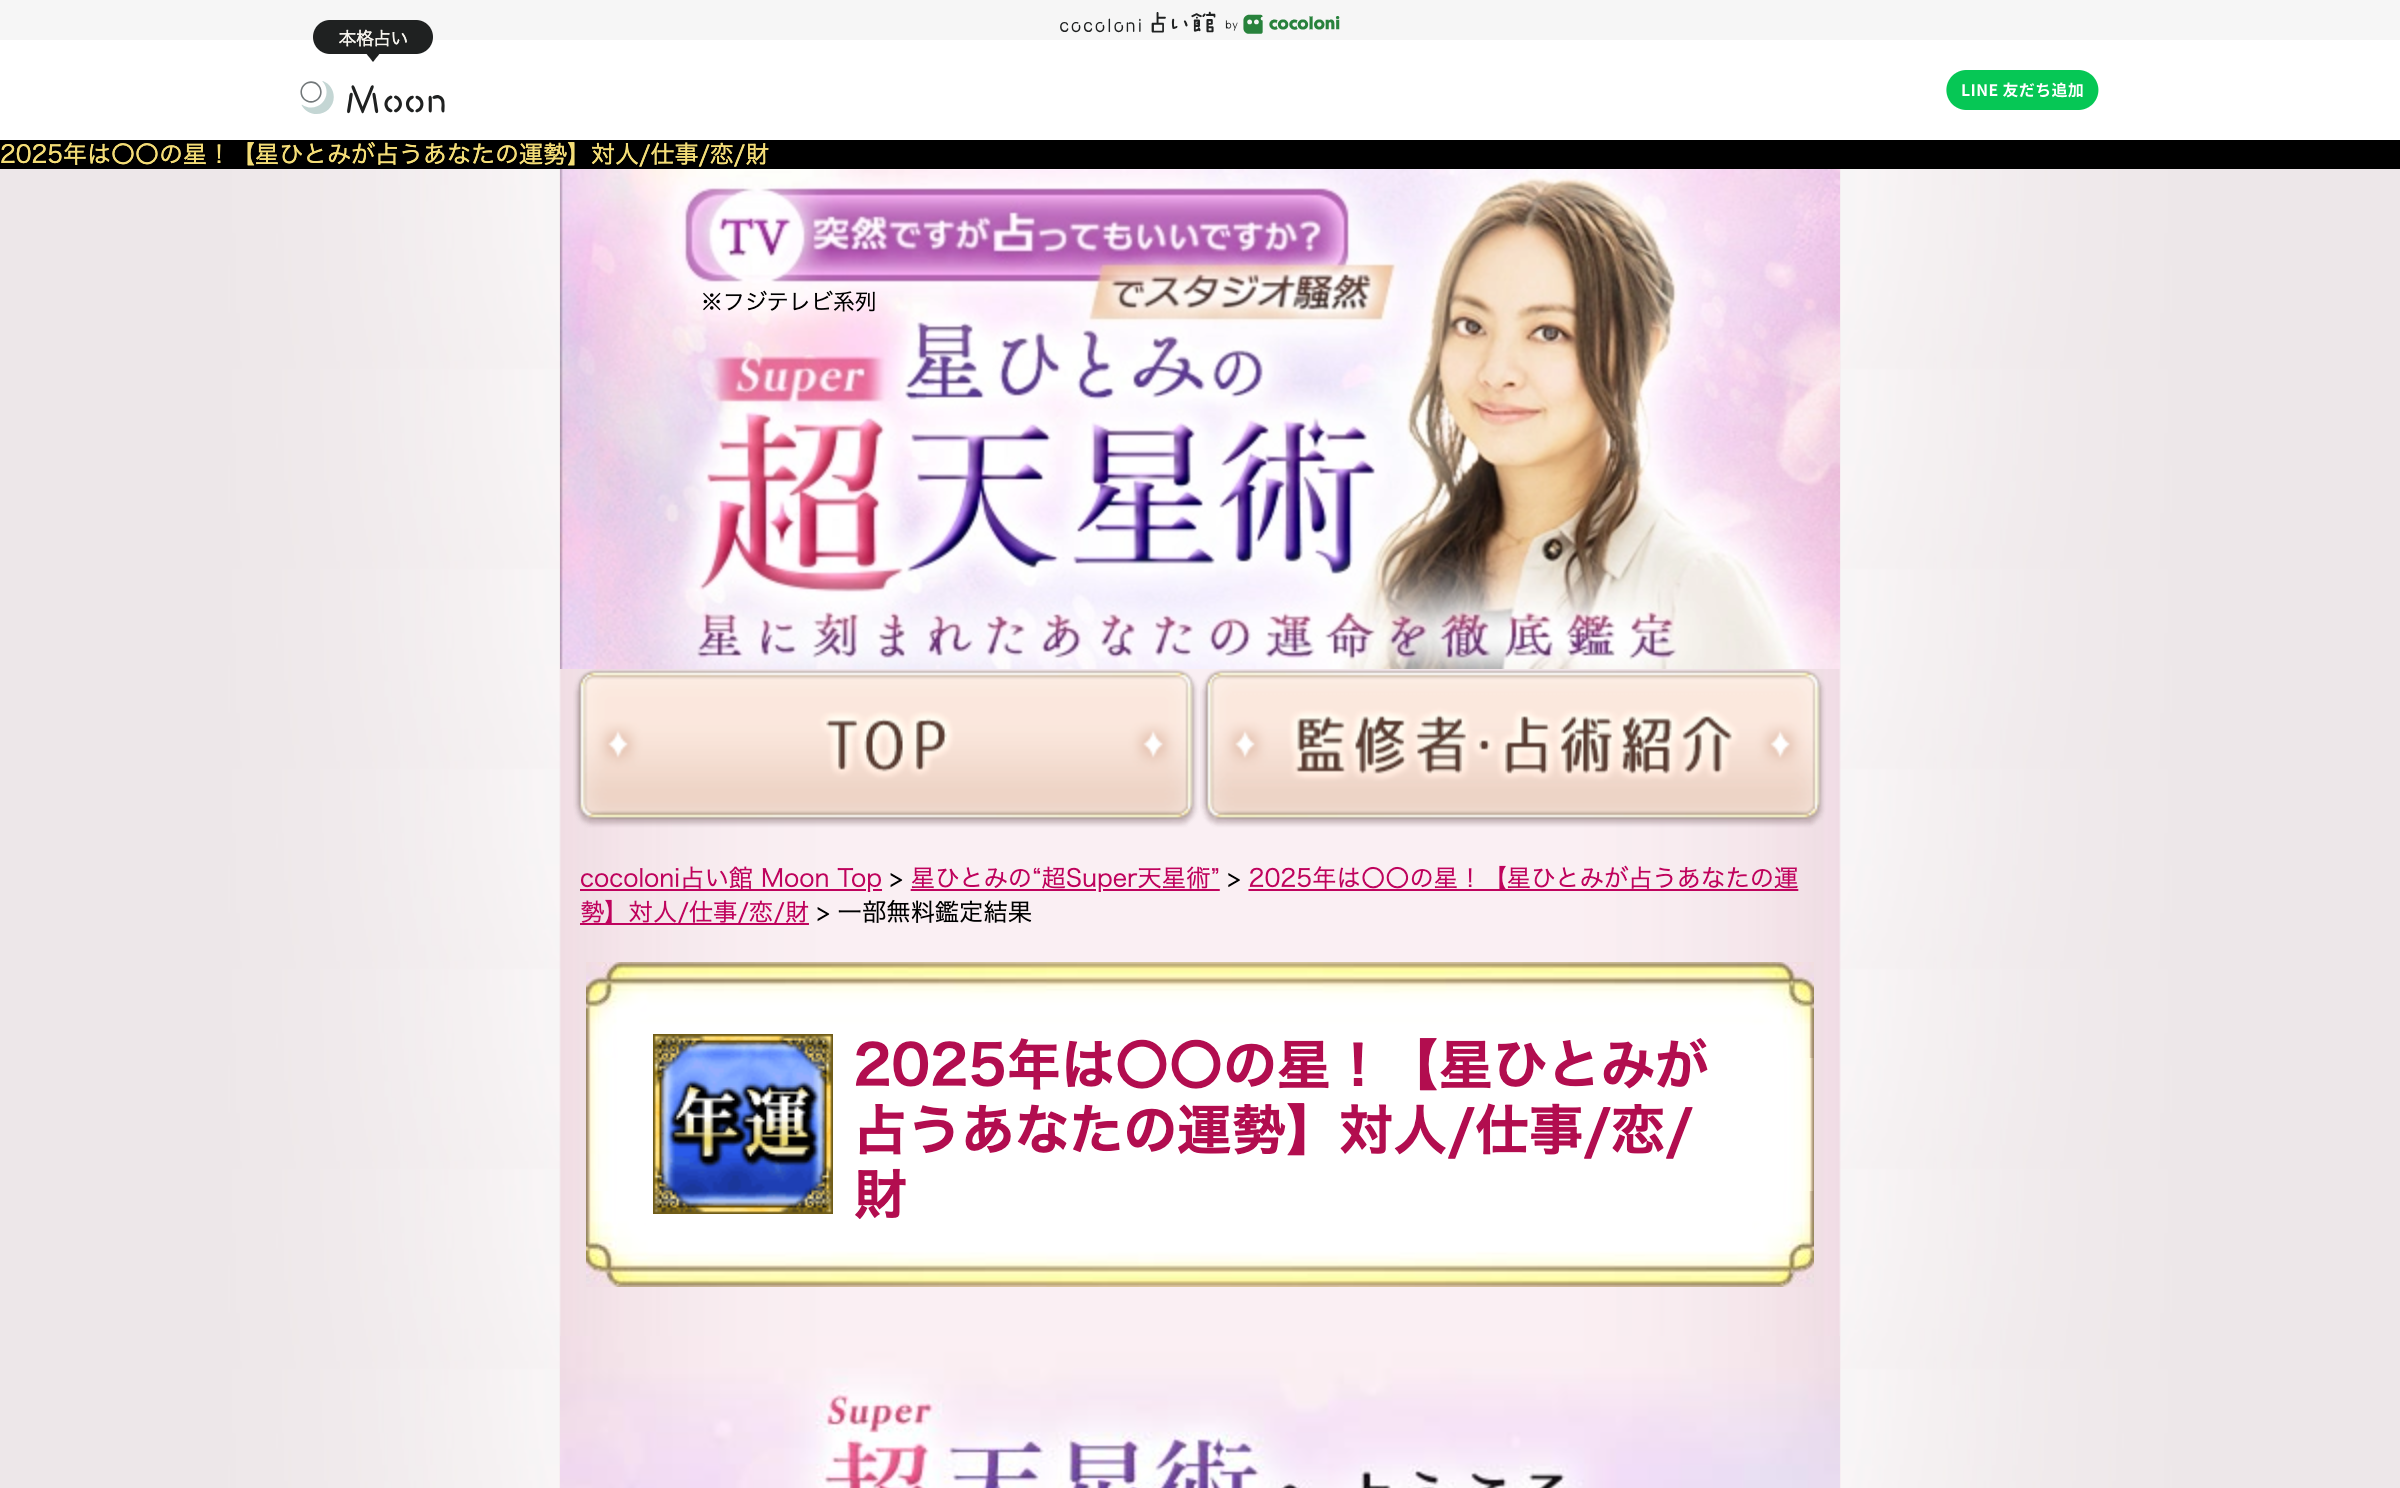 cocoloni 占い館 by cocoloni
本格占い
Moon
LINE 友だち追加
2025年は〇〇の星！【星ひとみが占うあなたの運勢】対人/仕事/恋/財
TV 突然ですが占ってもいいですか？
でスタジオ騒然
※フジテレビ系列
星ひとみの
Super
超天星術
星に刻まれたあなたの運命を徹底鑑定
TOP
監修者・占術紹介
cocoloni占い館 Moon Top > 星ひとみの“超Super天星術” > 2025年は〇〇の星！【星ひとみが占うあなたの運
勢】対人/仕事/恋/財 > 一部無料鑑定結果
年運
2025年は〇〇の星！【星ひとみが
占うあなたの運勢】対人/仕事/恋/
財
Super
超天星術へようこそ